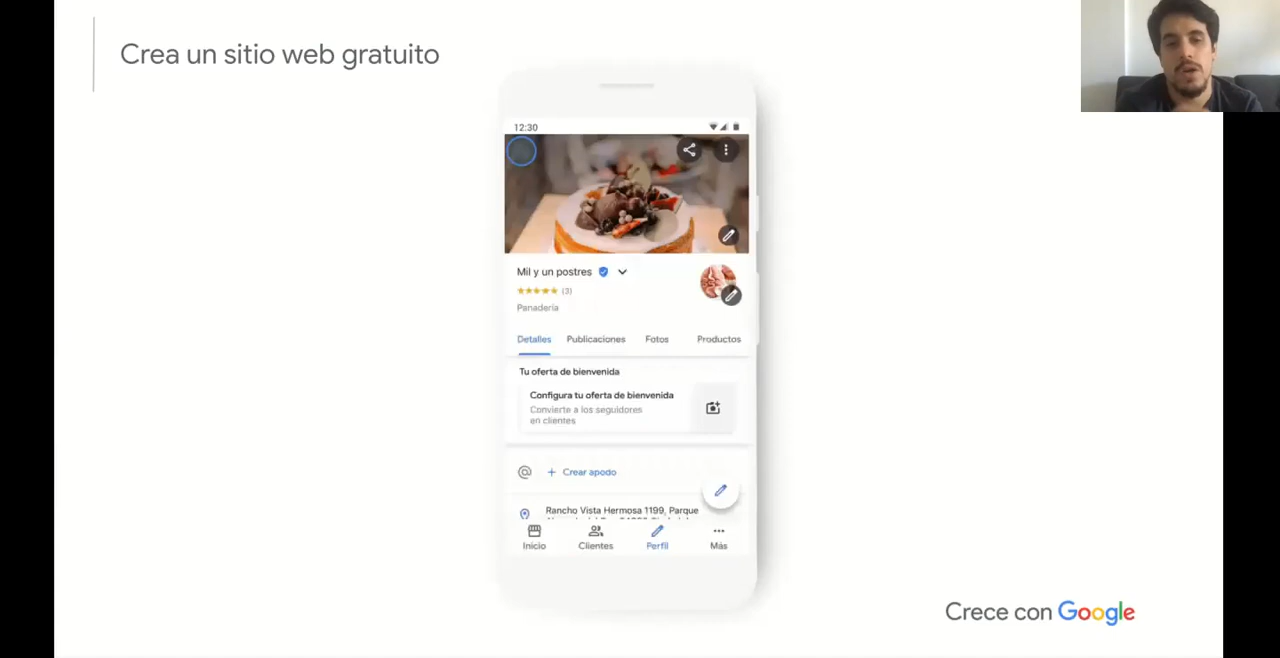 Crea un sitio web gratuito
12:30
Mil y un postres
(3)
Panadería
Detalles Publicaciones Fotos Productos
Tu oferta de bienvenida
Configura tu oferta de bienvenida
Convierte a los seguidores
en clientes
@ + Crear apodo
Rancho Vista Hermosa 1199, Parque
Inicio Clientes Perfil Más
Crece con Google